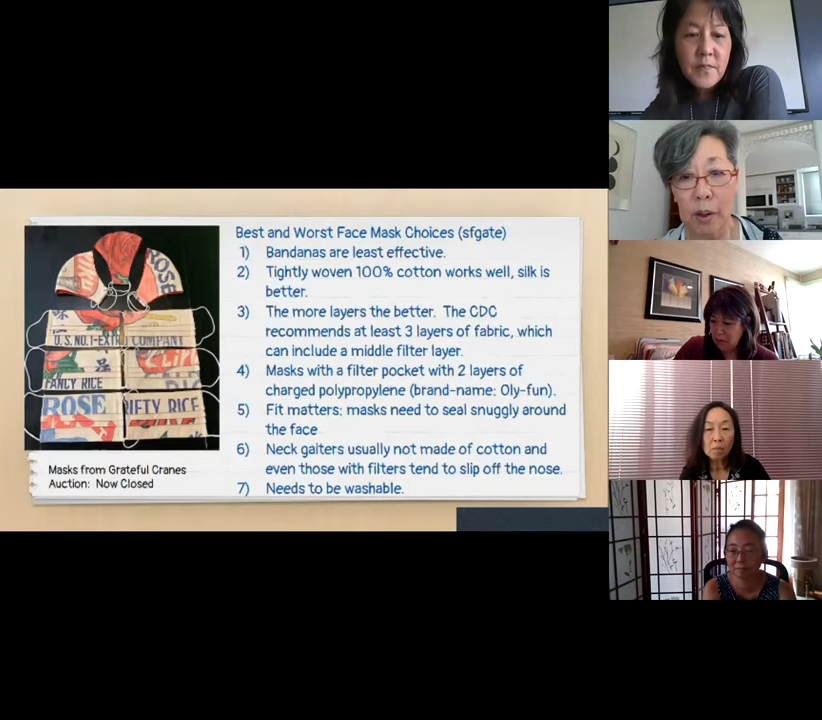 Best and Worst Face Mask Choices (sfgate)
1) Bandanas are least effective.
2) Tightly woven 100% cotton works well, silk is
better.
3) The more layers the better. The CDC
recommends at least 3 layers of fabric, which
can include a middle filter layer.
4) Masks with a filter pocket with 2 layers of
charged polypropylene (brand-name: Oly-fun).
5) Fit matters; masks need to seal snuggly around
the face
6) Neck gaiters usually not made of cotton and
even those with filters tend to slip off the nose.
7) Needs to be washable.
ROSE
U.S. NO. 1-EXTR COMPANY
FANCY RICE
ROSE
Masks from Grateful Cranes
Auction: Now Closed